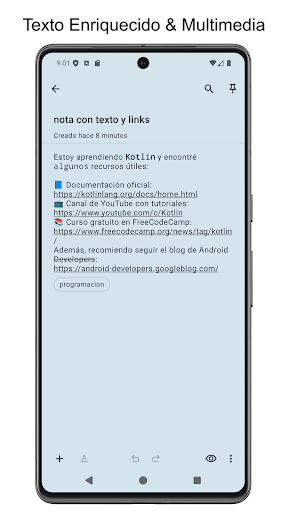 Texto Enriquecido & Multimedia
9:01
nota con texto y links
Creado hace 8 minutos
Estoy aprendiendo Kotlin y encontré
algunos recursos útiles:
📘 Documentación oficial:
https://kotlinlang.org/docs/home.html
📺 Canal de YouTube con tutoriales:
https://www.youtube.com/c/Kotlin
📚 Curso gratuito en FreeCodeCamp:
https://www.freecodecamp.org/news/tag/kotlin
/
Además, recomiendo seguir el blog de Android
Developers:
https://android-developers.googleblog.com/
programacion
A